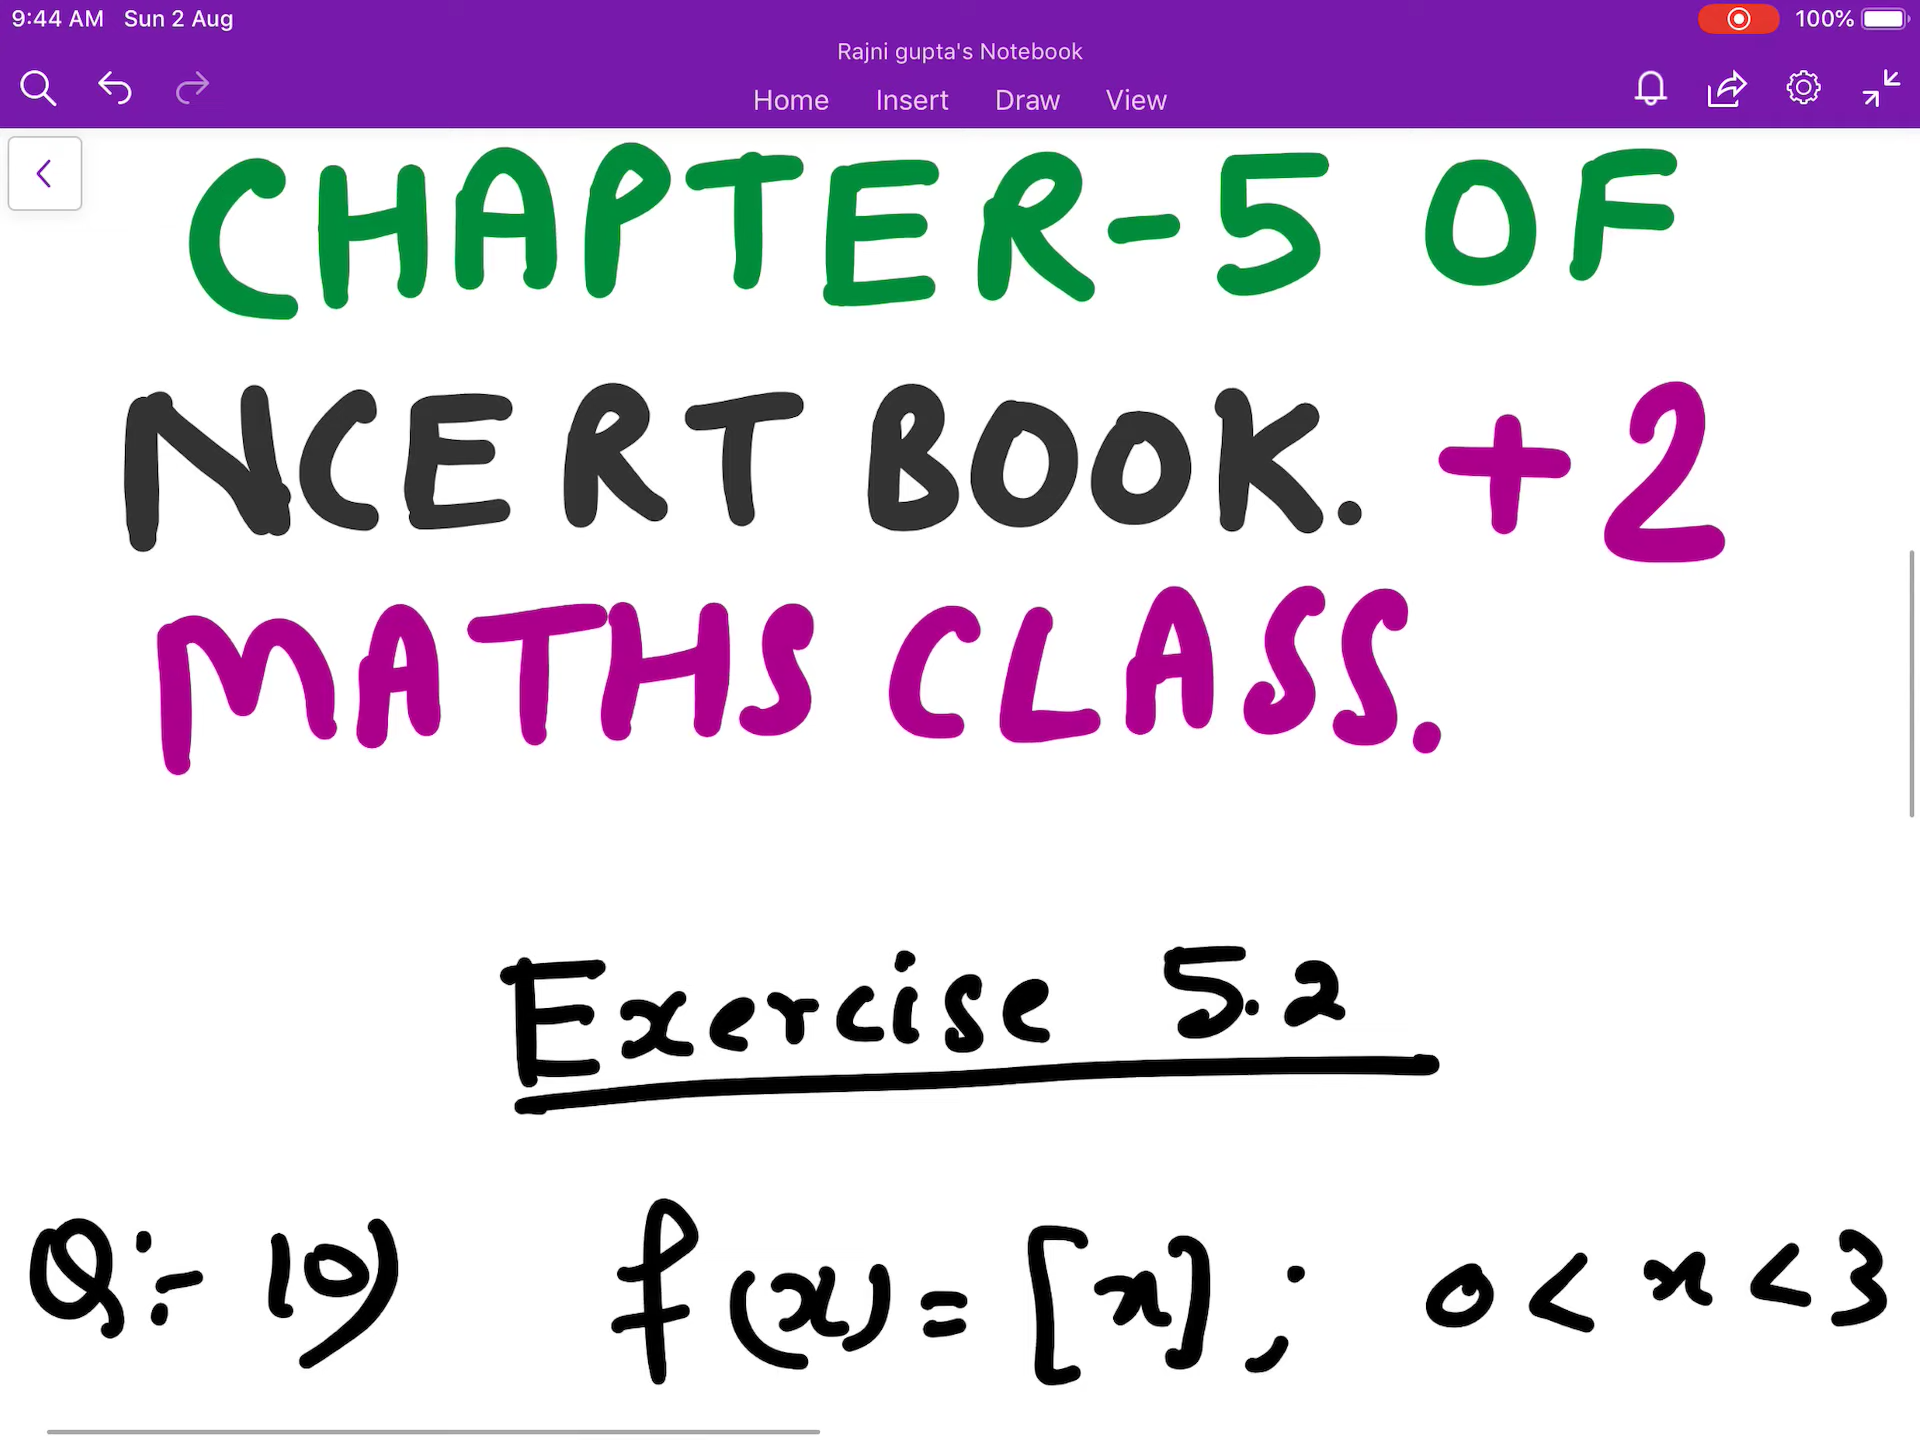 9:44 AM Sun 2 Aug 100%
Rajni gupta's Notebook
Home Insert Draw View
CHAPTER-5 OF
NCERT BOOK. +2
MATHS CLASS.
Exercise 5.2
Q:- 10) f(x) = [x]; 0 < x < 3